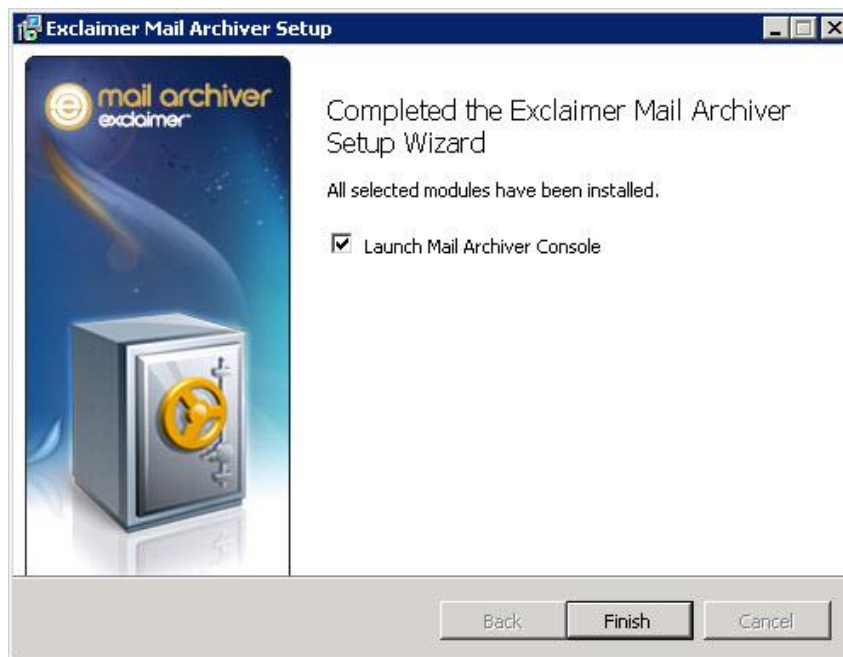 Exclaimer Mail Archiver Setup
mail archiver
exclaimer
Completed the Exclaimer Mail Archiver
Setup Wizard
All selected modules have been installed.
Launch Mail Archiver Console
Back
Finish
Cancel